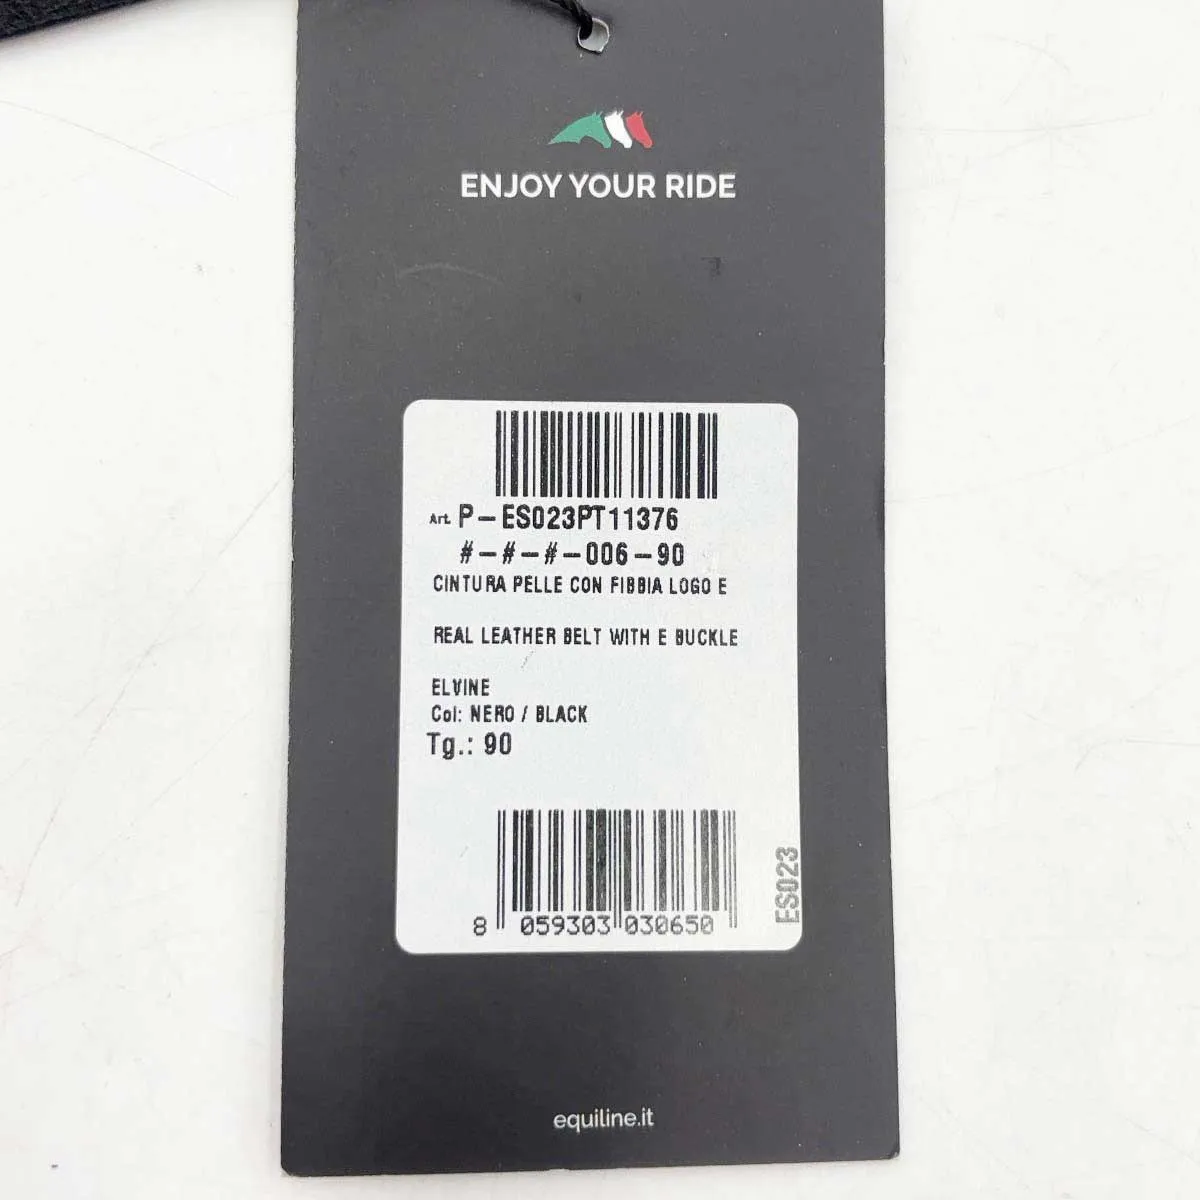 ENJOY YOUR RIDE
Art. P-ES023PT11376
#-#-#-006-90
CINTURA PELLE CON FIBBIA LOGO E
REAL LEATHER BELT WITH E BUCKLE
ELVINE
Col: NERO / BLACK
Tg.: 90
8 059303 030650
ES023
equiline.it